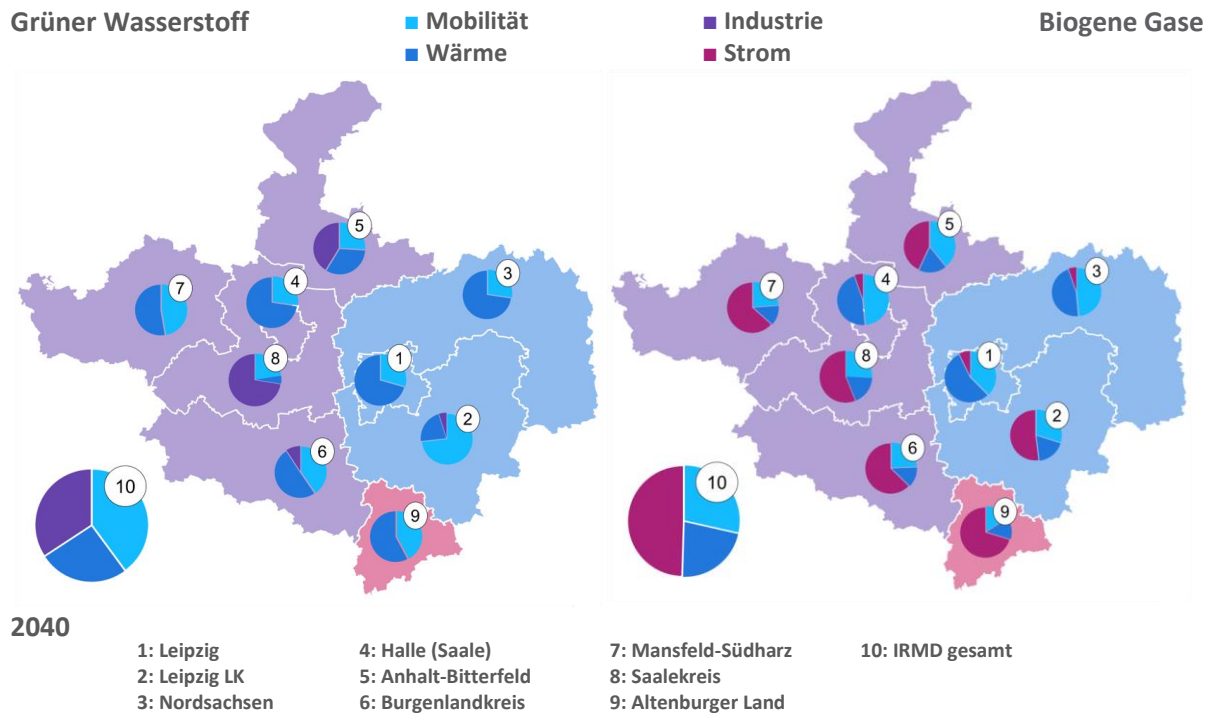 Grüner Wasserstoff
Mobilität
Industrie
Biogene Gase
Wärme
Strom
5
3
7
4
8
1
2
6
10
9
5
3
7
4
8
1
2
6
10
9
2040
1: Leipzig
4: Halle (Saale)
7: Mansfeld-Südharz
10: IRMD gesamt
2: Leipzig LK
5: Anhalt-Bitterfeld
8: Saalekreis
3: Nordsachsen
6: Burgenlandkreis
9: Altenburger Land